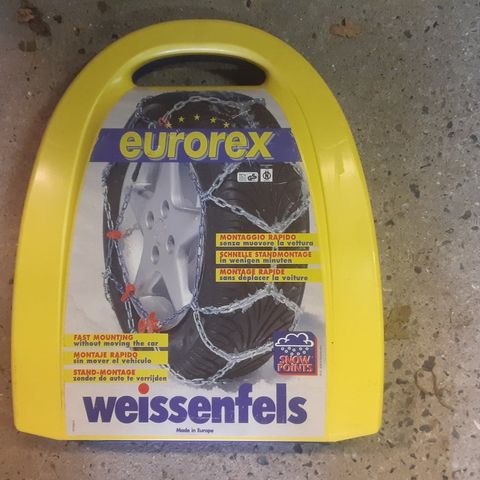 eurorex
GS
MONTAGGIO RAPIDO
senza muovere la vettura
SCHNELLE STANDMONTAGE
in wenigen minuten
MONTAGE RAPIDE
sans déplacer la voiture
FAST MOUNTING
without moving the car
MONTAJE RAPIDO
sin mover el vehiculo
STAND-MONTAGE
zonder de auto te verrijden
SNOW
POINTS
weissenfels
Made in Europe